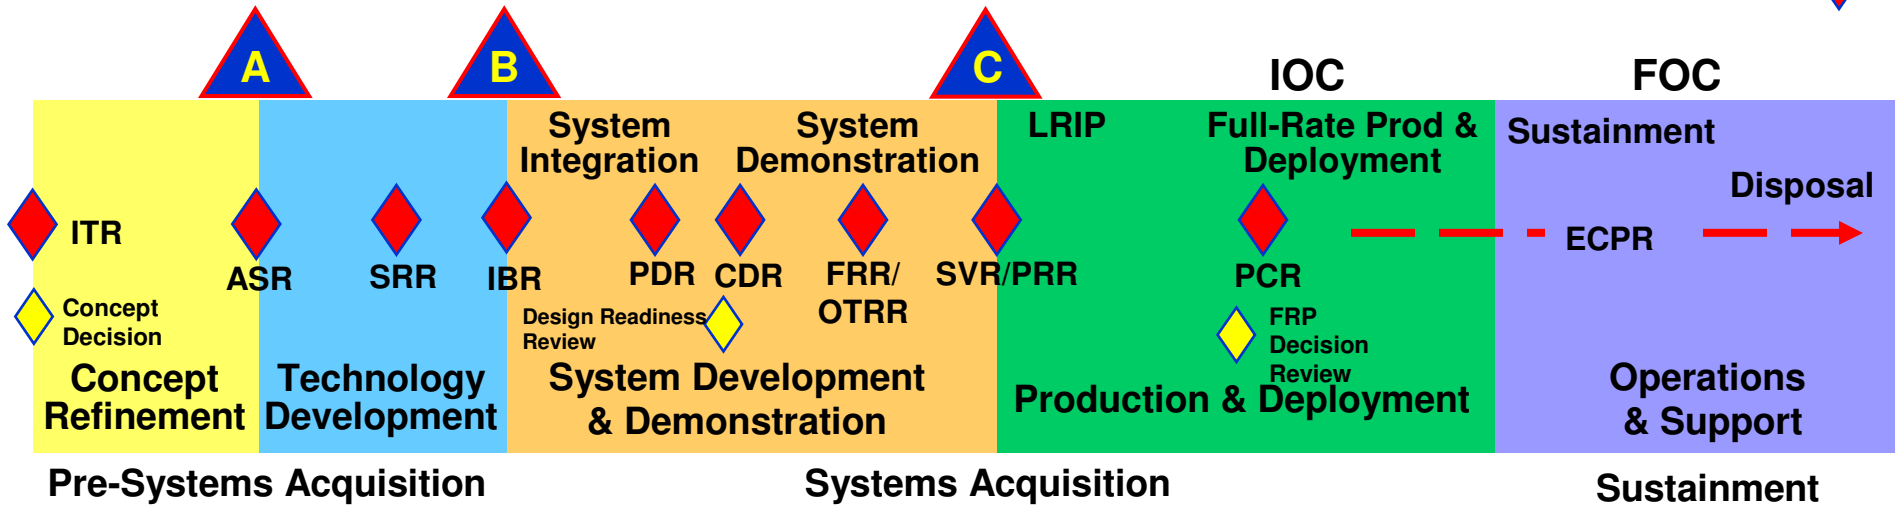 A
B
C
IOC
FOC
System
Integration
System
Demonstration
LRIP
Full-Rate Prod &
Deployment
Sustainment
Disposal
ITR
ASR
SRR
IBR
PDR
CDR
FRR/
OTRR
SVR/PRR
PCR
ECPR
Concept
Decision
Design Readiness
Review
FRP
Decision
Review
Concept
Refinement
Technology
Development
System Development
& Demonstration
Production & Deployment
Operations
& Support
Pre-Systems Acquisition
Systems Acquisition
Sustainment